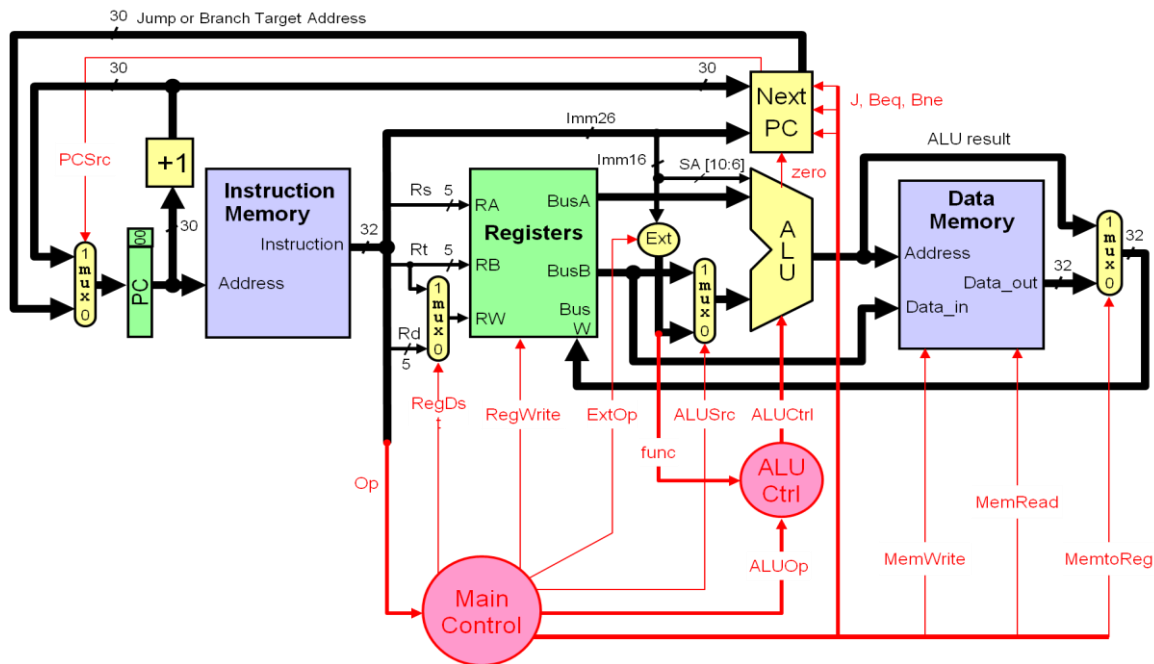 30 Jump or Branch Target Address
30
30
Next
PC
J, Beq, Bne
Imm26
PCSrc
+1
Imm16
SA [10:6]
zero
ALU result
30
Instruction
Memory
Instruction
Address
32
Rs 5
Rt 5
Rd
5
RA
RB
RW
BusA
Registers
BusB
Bus
W
Ext
A
L
U
Data
Memory
Address
Data_out
Data_in
32
32
1
mux
0
00
PC
1
mux
0
1
mux
0
1
mux
0
RegDs
t
RegWrite
ExtOp
ALUSrc
ALUCtrl
func
Op
ALU
Ctrl
MemRead
ALUOp
MemWrite
MemtoReg
Main
Control